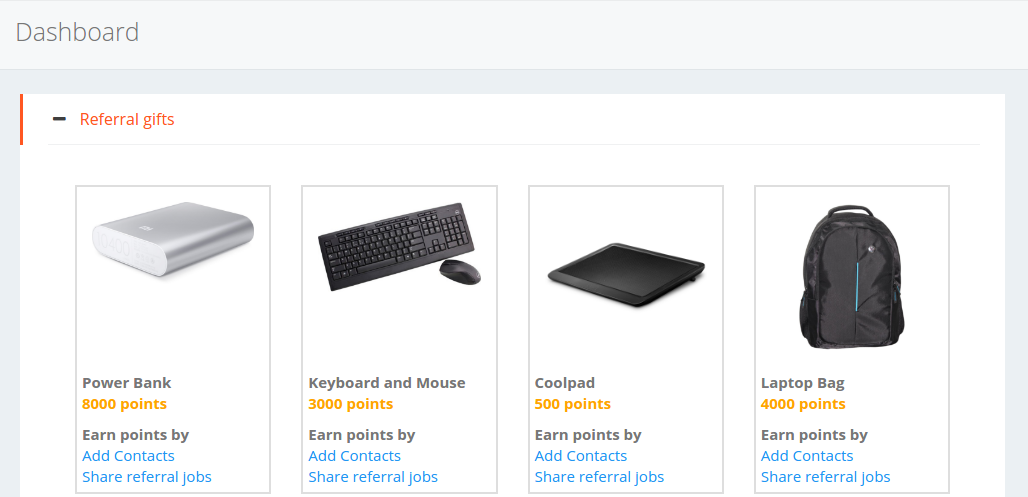 Dashboard
Referral gifts
Power Bank
8000 points
Earn points by
Add Contacts
Share referral jobs
Keyboard and Mouse
3000 points
Earn points by
Add Contacts
Share referral jobs
Coolpad
500 points
Earn points by
Add Contacts
Share referral jobs
Laptop Bag
4000 points
Earn points by
Add Contacts
Share referral jobs